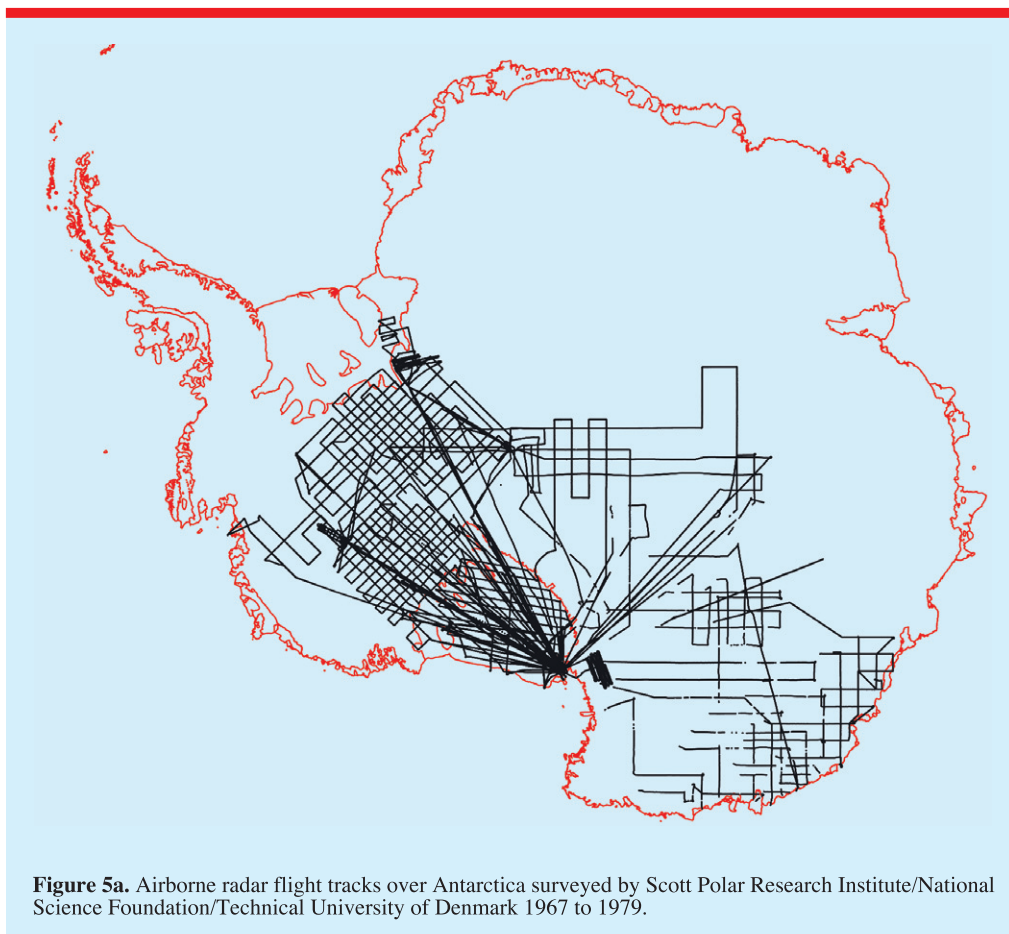 Figure 5a. Airborne radar flight tracks over Antarctica surveyed by Scott Polar Research Institute/National
Science Foundation/Technical University of Denmark 1967 to 1979.